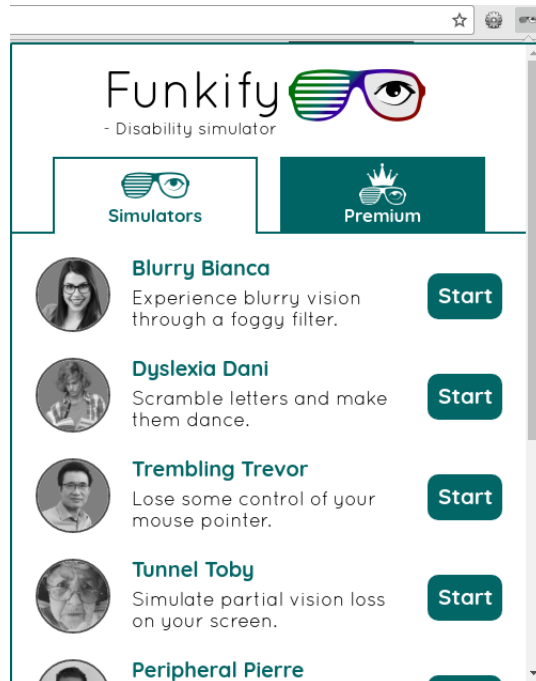 Funkify
- Disability simulator
Simulators
Premium
Blurry Bianca
Experience blurry vision
through a foggy filter.
Start
Dyslexia Dani
Scramble letters and make
them dance.
Start
Trembling Trevor
Lose some control of your
mouse pointer.
Start
Tunnel Toby
Simulate partial vision loss
on your screen.
Start
Peripheral Pierre